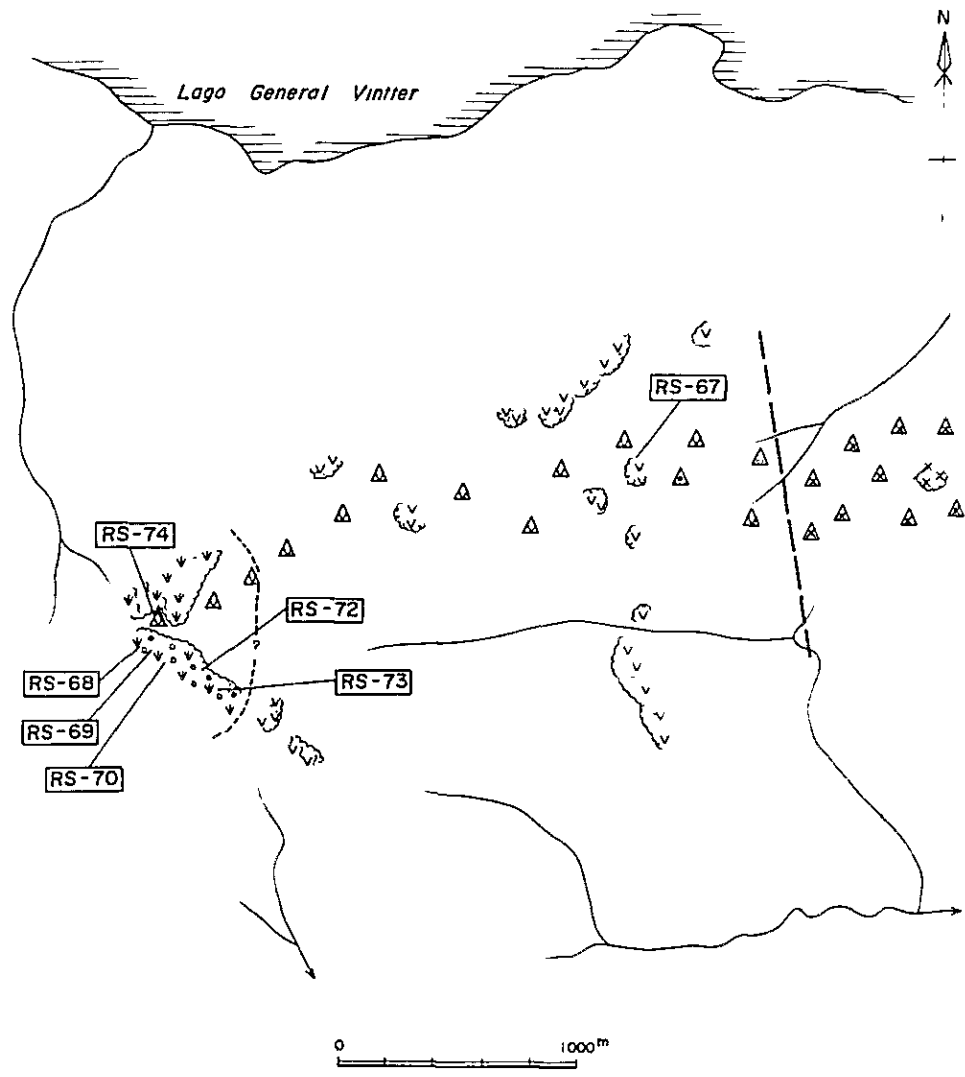 N
Lago General Vintter
RS-67
RS-74
RS-72
?
RS-68
RS-73
RS-69
RS-70
0 1000m